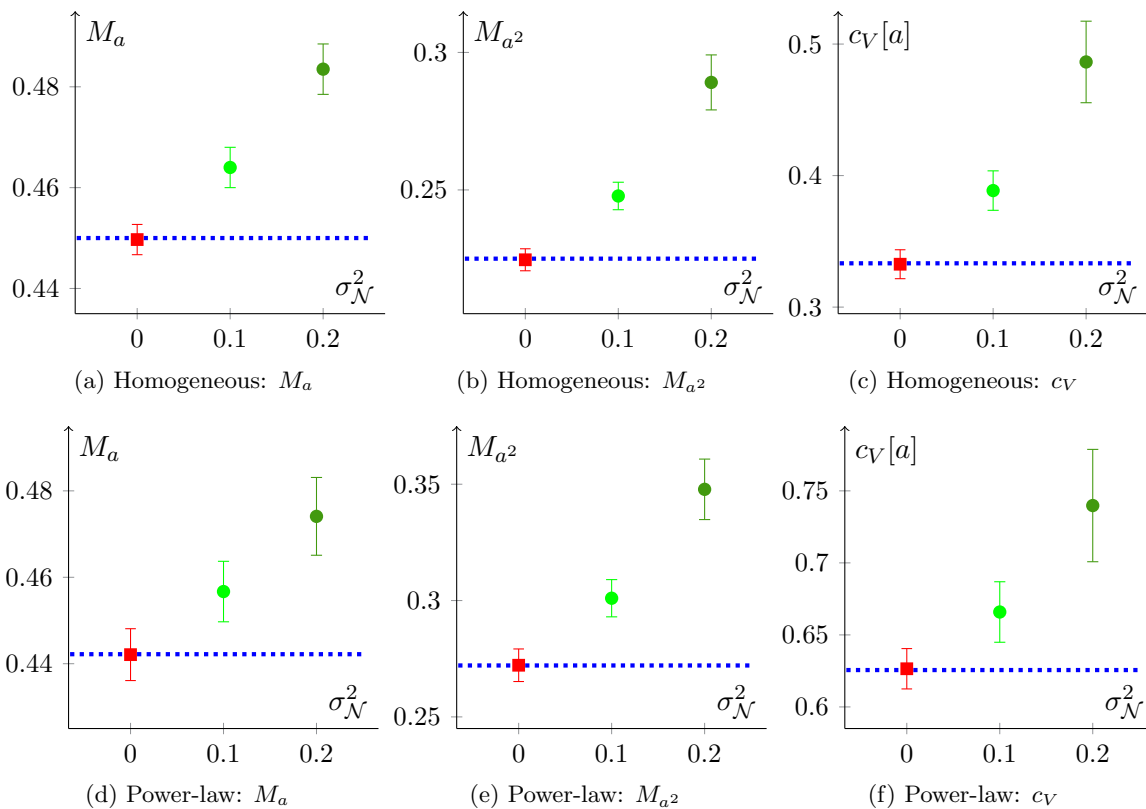 M_a
0.48
0.46
0.44
σ²_𝒩
0 0.1 0.2
(a) Homogeneous: M_a
M_{a²}
0.3
0.25
σ²_𝒩
0 0.1 0.2
(b) Homogeneous: M_{a²}
c_V[a]
0.5
0.4
0.3
σ²_𝒩
0 0.1 0.2
(c) Homogeneous: c_V
M_a
0.48
0.46
0.44
σ²_𝒩
0 0.1 0.2
(d) Power-law: M_a
M_{a²}
0.35
0.3
0.25
σ²_𝒩
0 0.1 0.2
(e) Power-law: M_{a²}
c_V[a]
0.75
0.7
0.65
0.6
σ²_𝒩
0 0.1 0.2
(f) Power-law: c_V